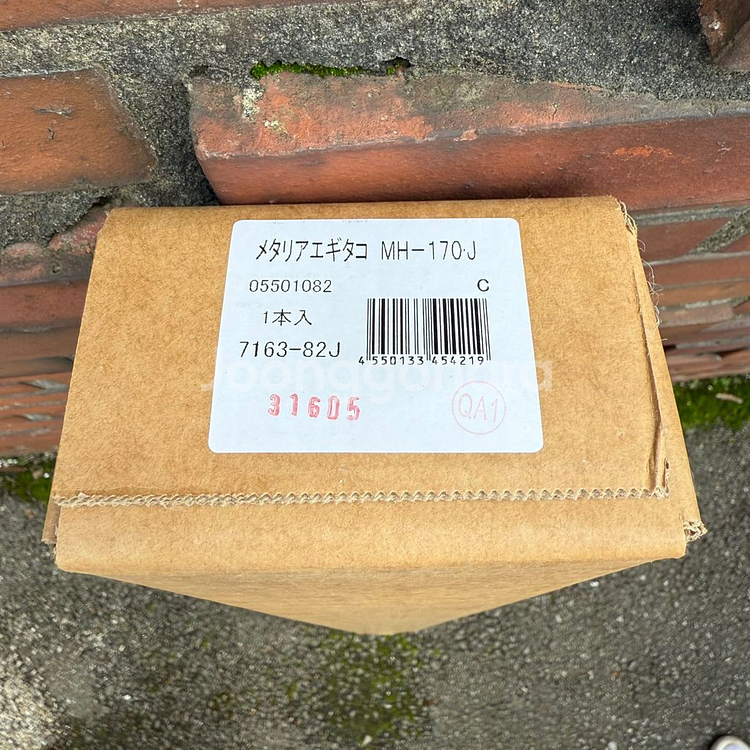 メタリアエギタコ MH-170・J
05501082 C
1本入
7163-82J
4 550133 454219
31605
QA1